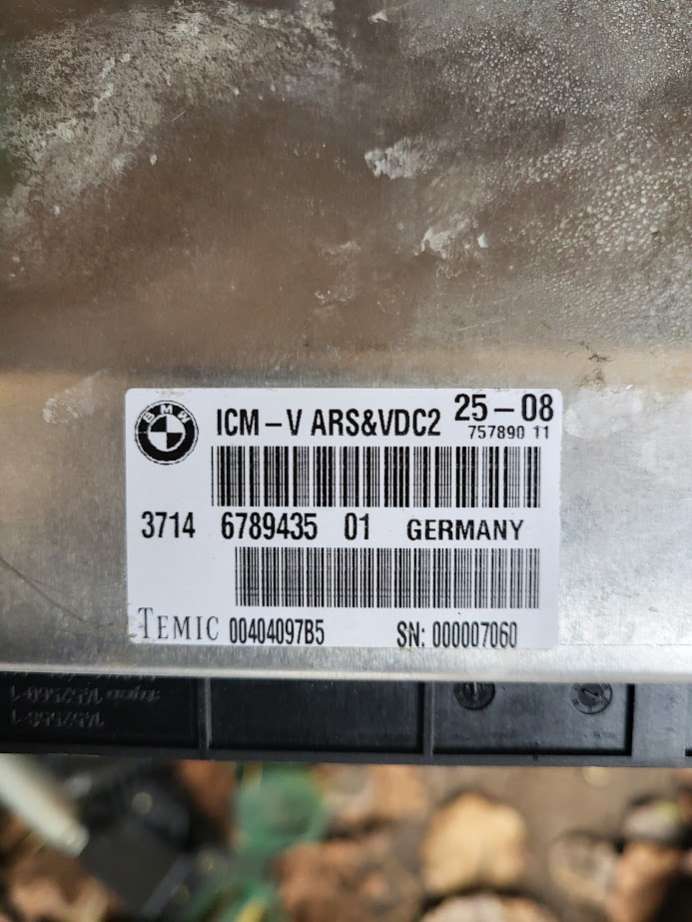 BMW
ICM-V ARS&VDC2 25-08
757890 11
3714 6789435 01 GERMANY
TEMIC 00404097B5 SN: 000007060